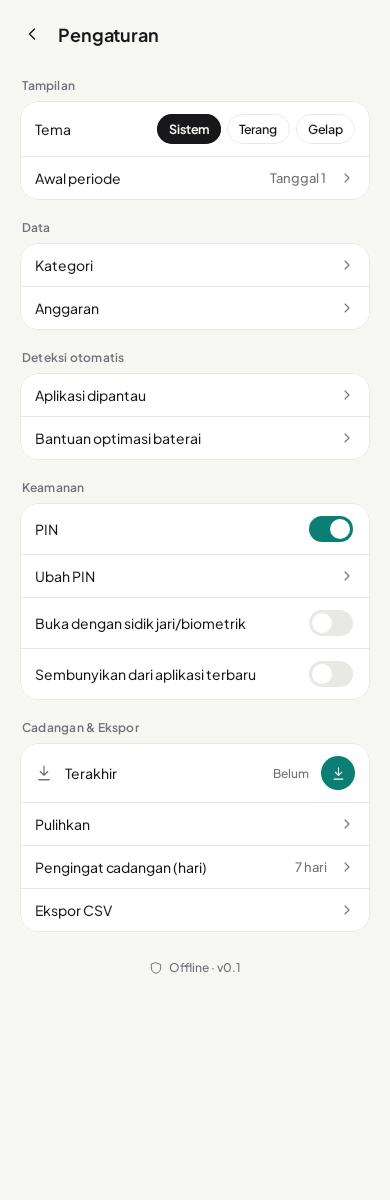 Pengaturan
Tampilan
Tema Sistem Terang Gelap
Awal periode Tanggal 1
Data
Kategori
Anggaran
Deteksi otomatis
Aplikasi dipantau
Bantuan optimasi baterai
Keamanan
PIN
Ubah PIN
Buka dengan sidik jari/biometrik
Sembunyikan dari aplikasi terbaru
Cadangan & Ekspor
Terakhir Belum
Pulihkan
Pengingat cadangan (hari) 7 hari
Ekspor CSV
Offline · v0.1